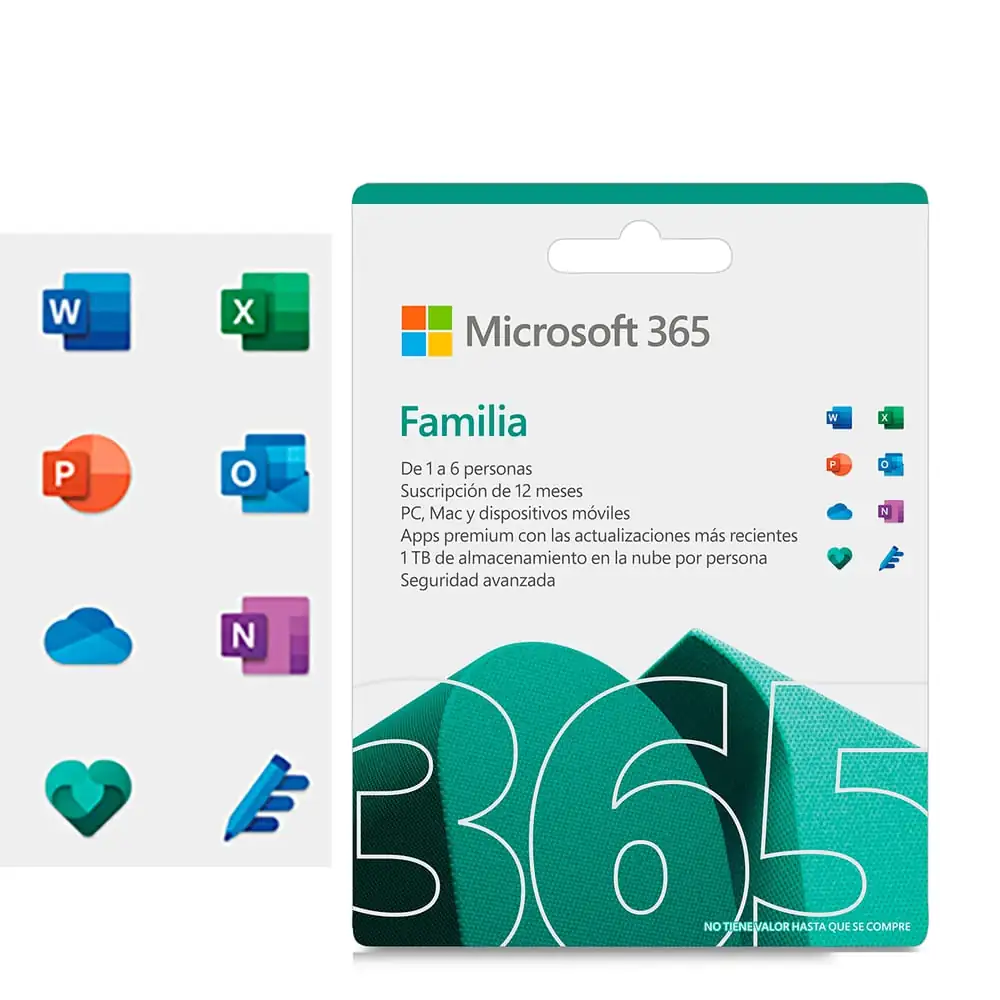 W
X
P
O
N
Microsoft 365
Familia
De 1 a 6 personas
Suscripción de 12 meses
PC, Mac y dispositivos móviles
Apps premium con las actualizaciones más recientes
1 TB de almacenamiento en la nube por persona
Seguridad avanzada
W
X
P
O
N
365
NO TIENE VALOR HASTA QUE SE COMPRE